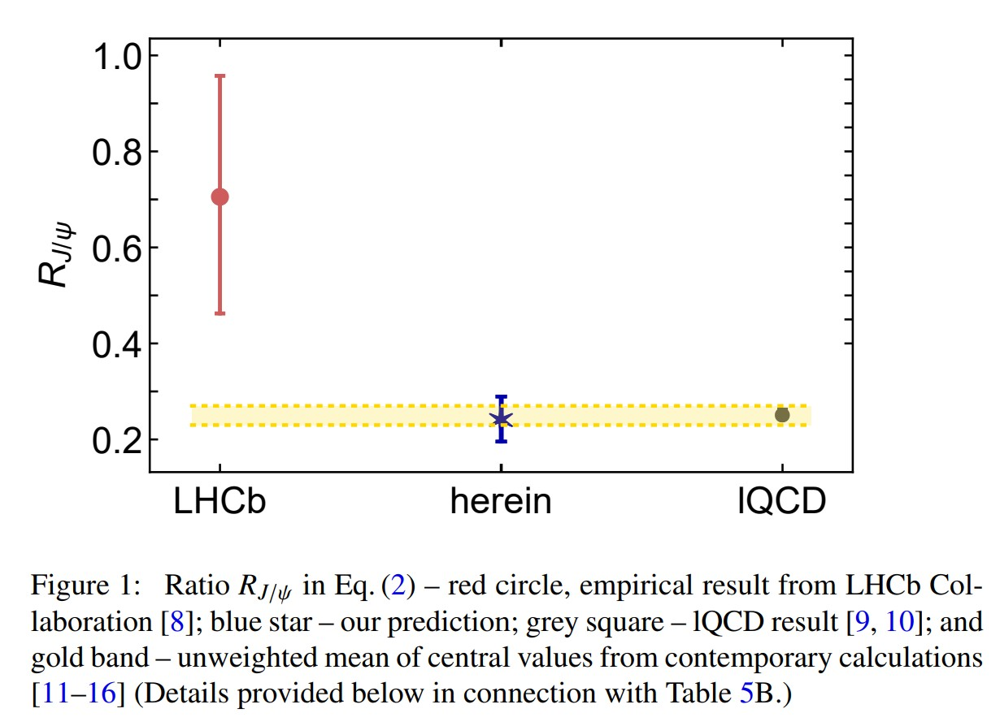 1.0
0.8
0.6
0.4
0.2
R_{J/ψ}
LHCb herein lQCD
Figure 1: Ratio R_{J/ψ} in Eq. (2) – red circle, empirical result from LHCb Col-
laboration [8]; blue star – our prediction; grey square – lQCD result [9, 10]; and
gold band – unweighted mean of central values from contemporary calculations
[11–16] (Details provided below in connection with Table 5B.)